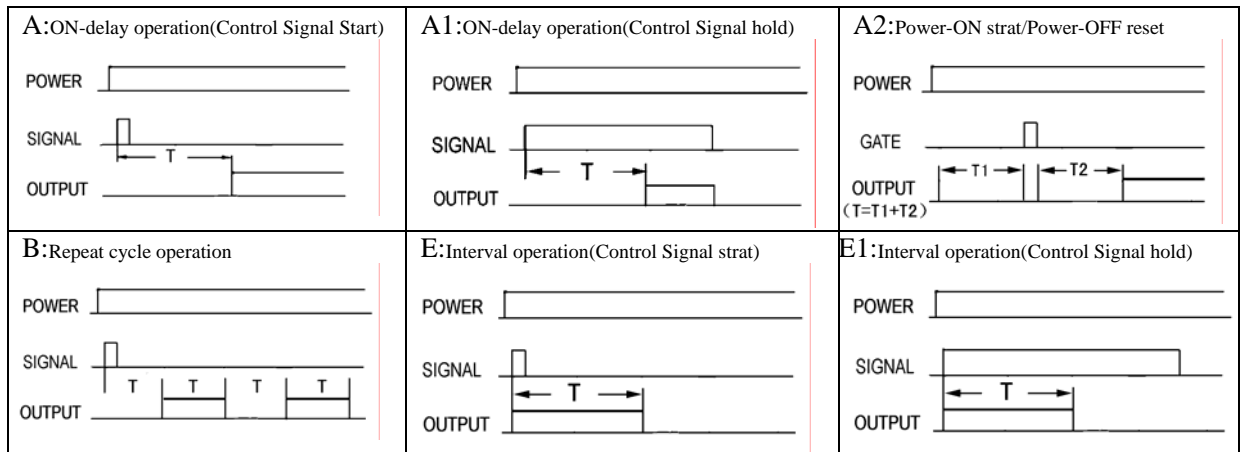 A:ON-delay operation(Control Signal Start)
POWER
SIGNAL
T
OUTPUT
A1:ON-delay operation(Control Signal hold)
POWER
SIGNAL
T
OUTPUT
A2:Power-ON strat/Power-OFF reset
POWER
GATE
T1 T2
OUTPUT
(T=T1+T2)
B:Repeat cycle operation
POWER
SIGNAL
T T T T
OUTPUT
E:Interval operation(Control Signal strat)
POWER
SIGNAL
T
OUTPUT
E1:Interval operation(Control Signal hold)
POWER
SIGNAL
T
OUTPUT